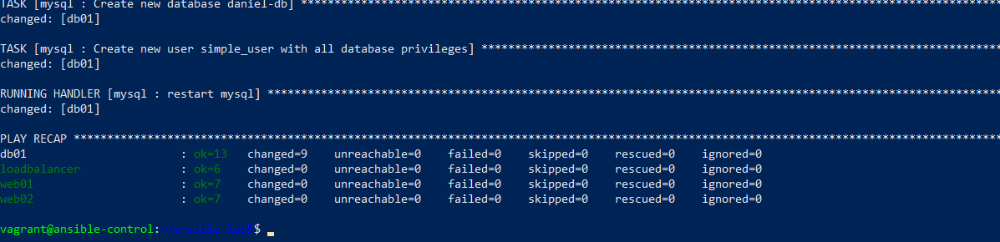 TASK [mysql : Create new database daniel-db] *********************************************************************************************************
changed: [db01]
TASK [mysql : Create new user simple_user with all database privileges] ******************************************************************************
changed: [db01]
RUNNING HANDLER [mysql : restart mysql] **************************************************************************************************************
changed: [db01]
PLAY RECAP *******************************************************************************************************************************************
db01 : ok=13 changed=9 unreachable=0 failed=0 skipped=0 rescued=0 ignored=0
loadbalancer : ok=6 changed=0 unreachable=0 failed=0 skipped=0 rescued=0 ignored=0
web01 : ok=7 changed=0 unreachable=0 failed=0 skipped=0 rescued=0 ignored=0
web02 : ok=7 changed=0 unreachable=0 failed=0 skipped=0 rescued=0 ignored=0
vagrant@ansible-control:$